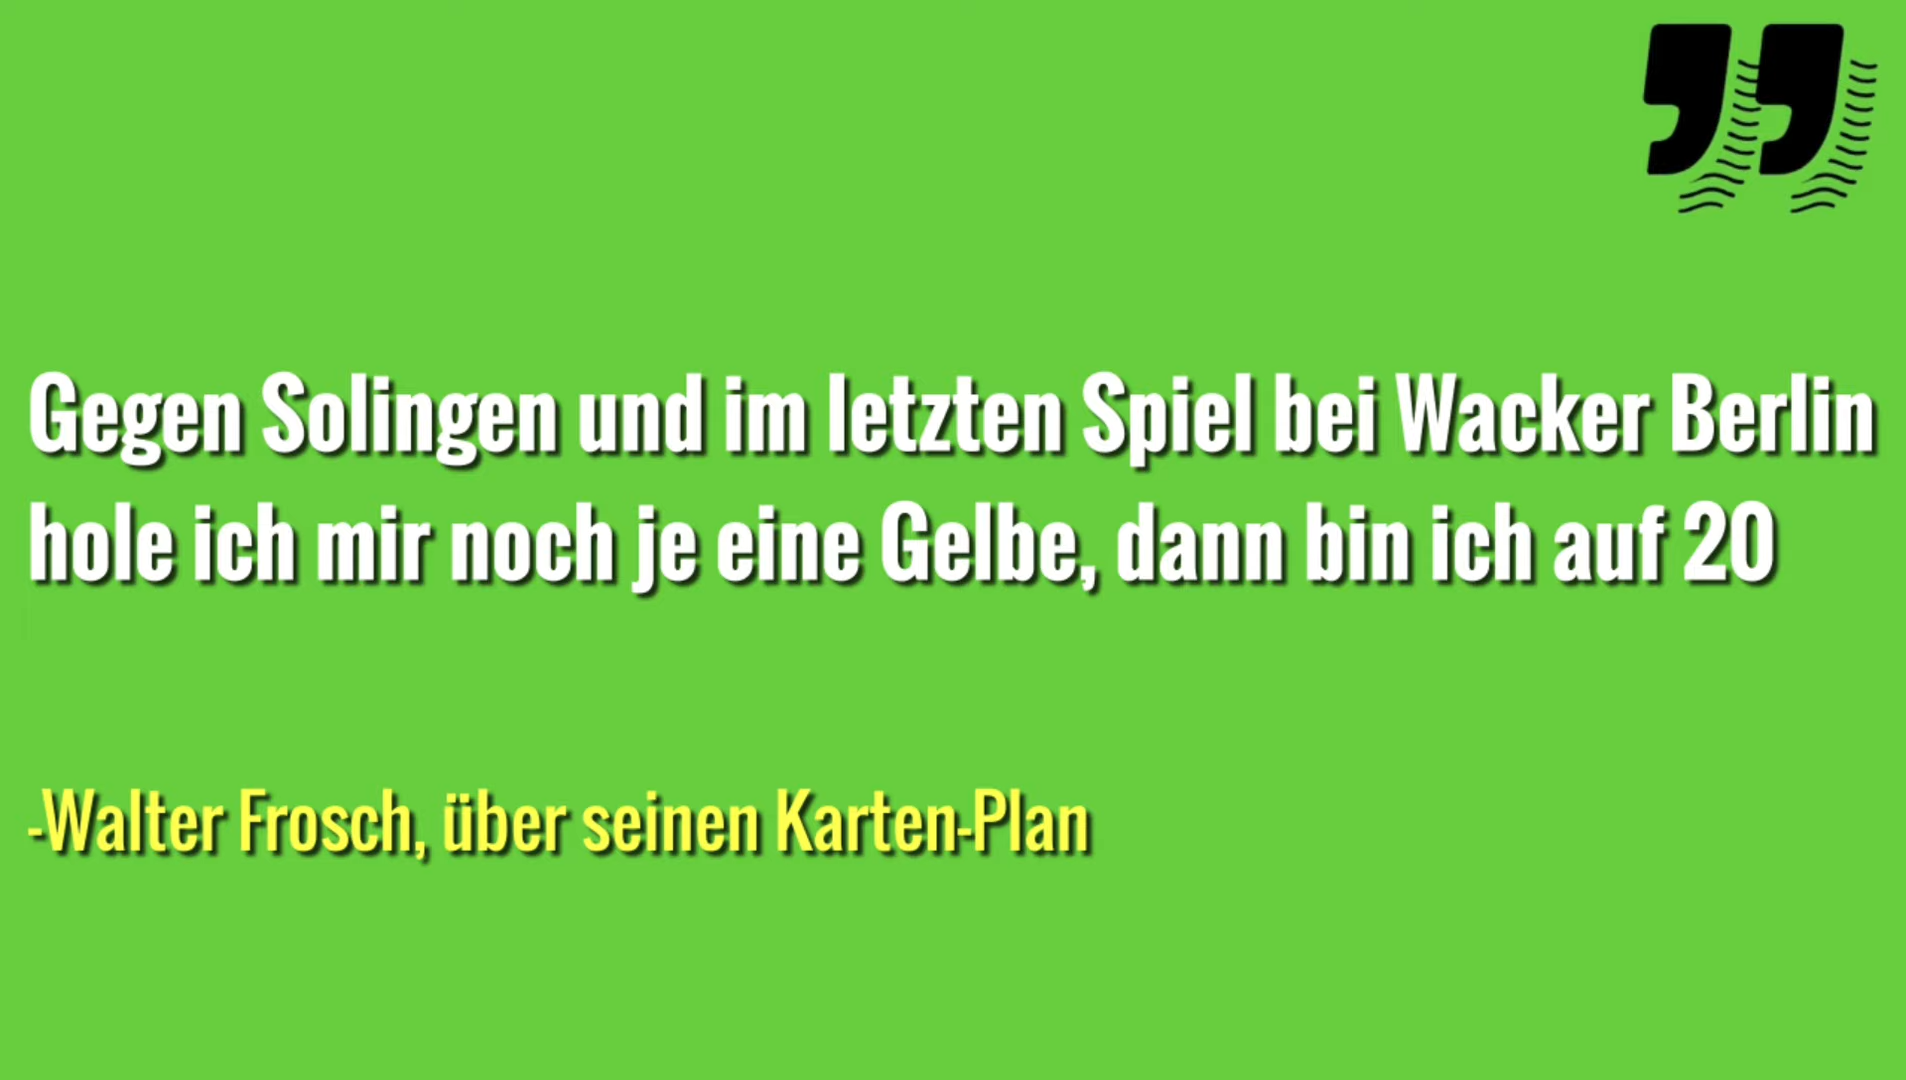 Gegen Solingen und im letzten Spiel bei Wacker Berlin
hole ich mir noch je eine Gelbe, dann bin ich auf 20
-Walter Frosch, über seinen Karten-Plan